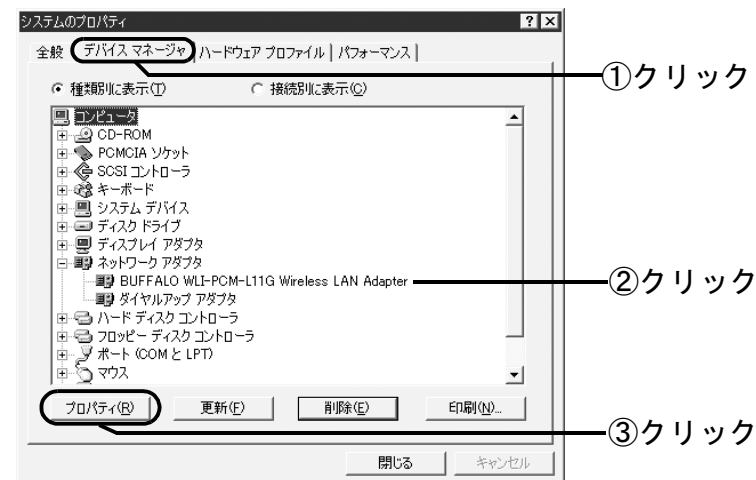 システムのプロパティ
? ×
全般 デバイス マネージャ ハードウェア プロファイル パフォーマンス
①クリック
種類別に表示(T) 接続別に表示(C)
コンピュータ
CD-ROM
PCMCIA ソケット
SCSI コントローラ
キーボード
システム デバイス
ディスク ドライブ
ディスプレイ アダプタ
ネットワーク アダプタ
BUFFALO WLI-PCM-L11G Wireless LAN Adapter
②クリック
ダイヤルアップ アダプタ
ハード ディスク コントローラ
フロッピー ディスク コントローラ
ポート (COM と LPT)
マウス
プロパティ(R) 更新(F) 削除(E) 印刷(N)...
③クリック
閉じる キャンセル